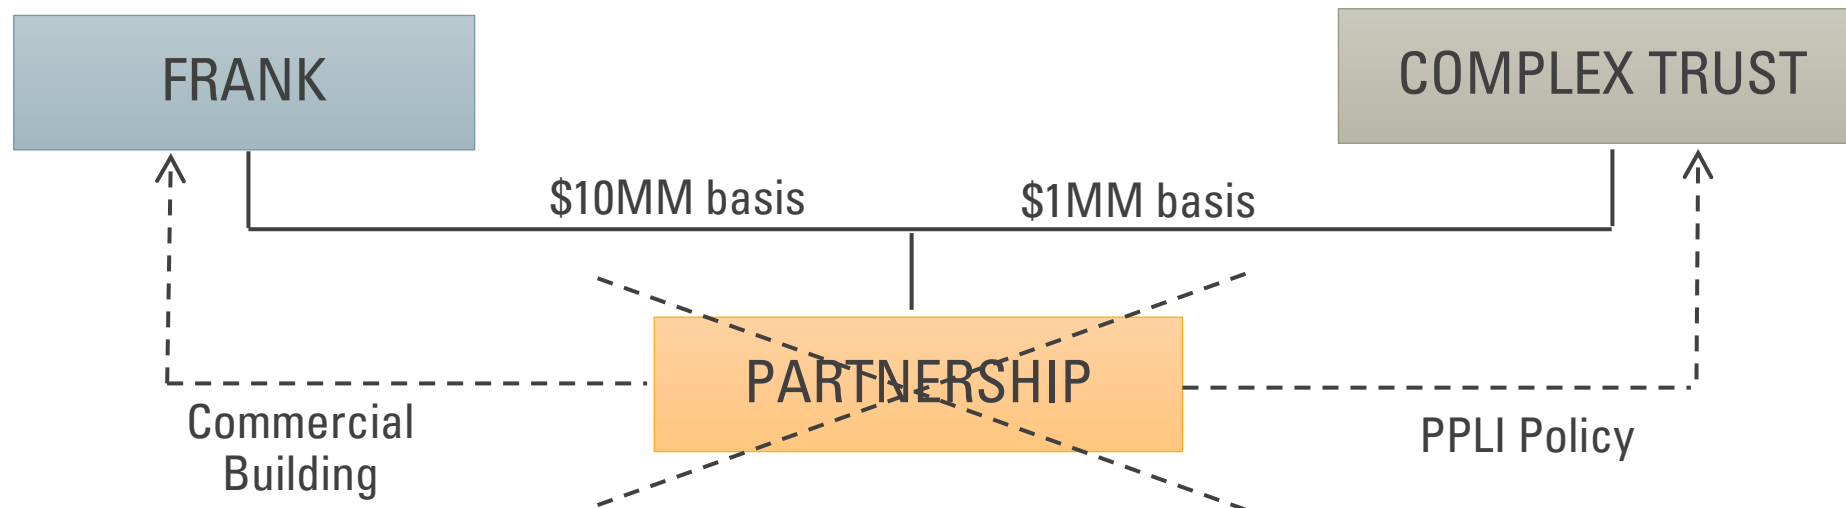 FRANK
COMPLEX TRUST
$10MM basis
$1MM basis
PARTNERSHIP
Commercial
Building
PPLI Policy